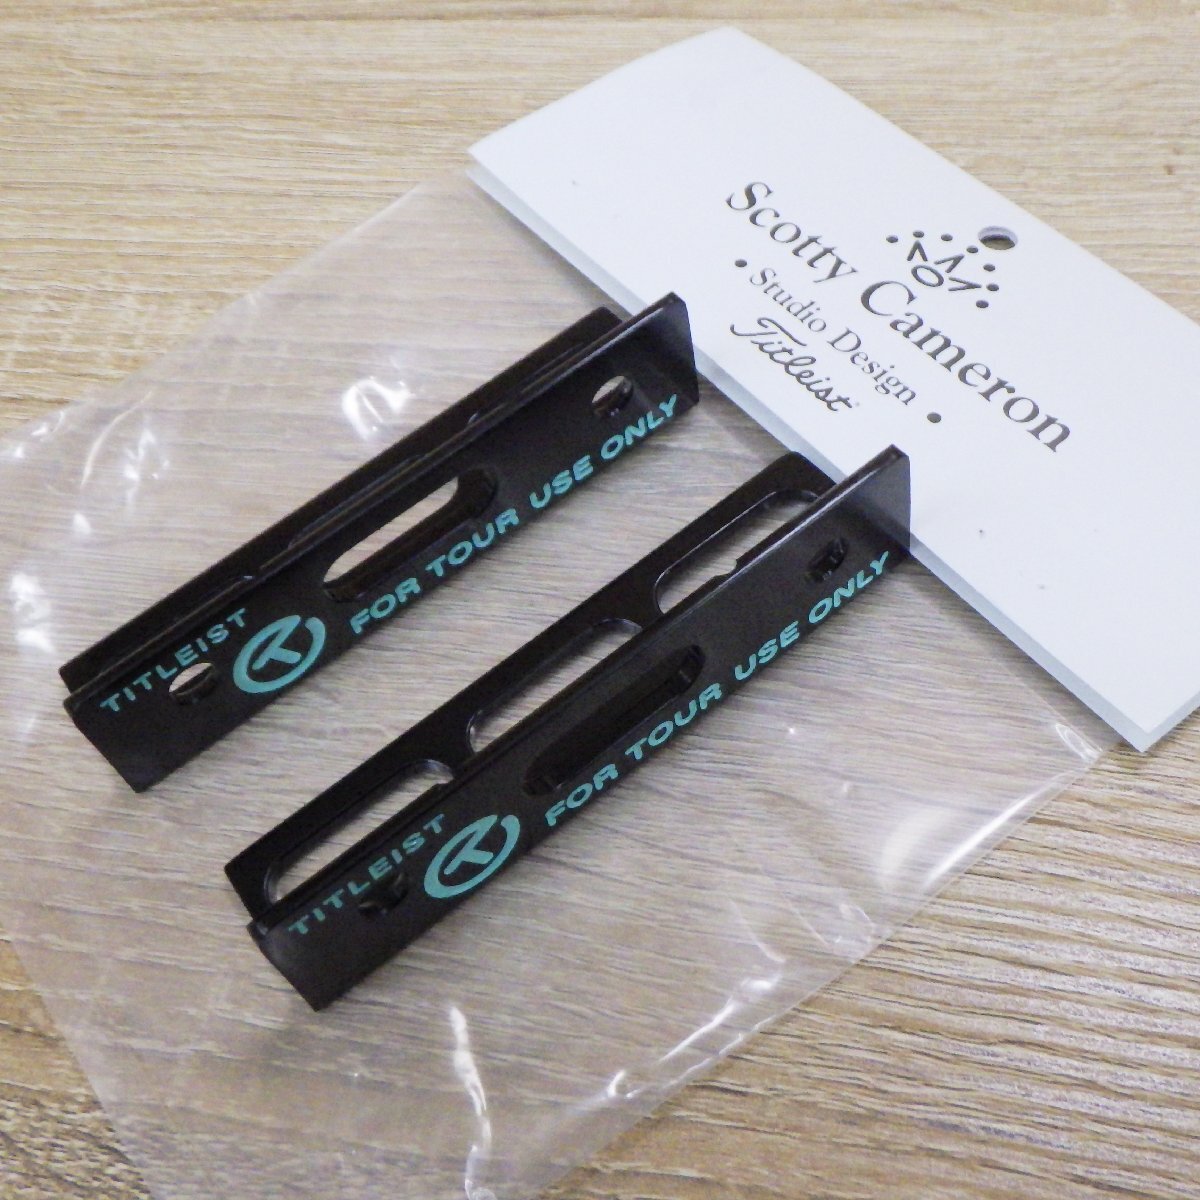 Scotty Cameron
• Studio Design •
Titleist
TITLEIST T FOR TOUR USE ONLY
TITLEIST T FOR TOUR USE ONLY